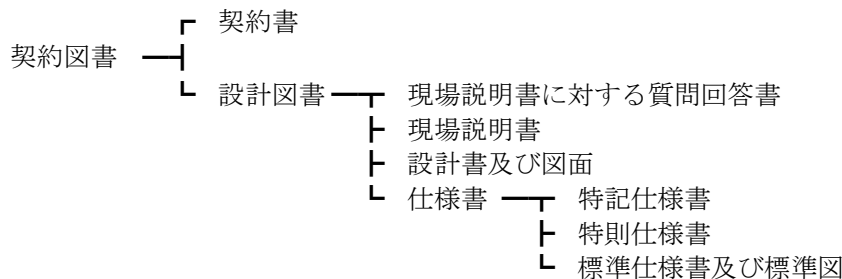 契約書
契約図書
設計図書 現場説明書に対する質問回答書
現場説明書
設計書及び図面
仕様書 特記仕様書
特則仕様書
標準仕様書及び標準図